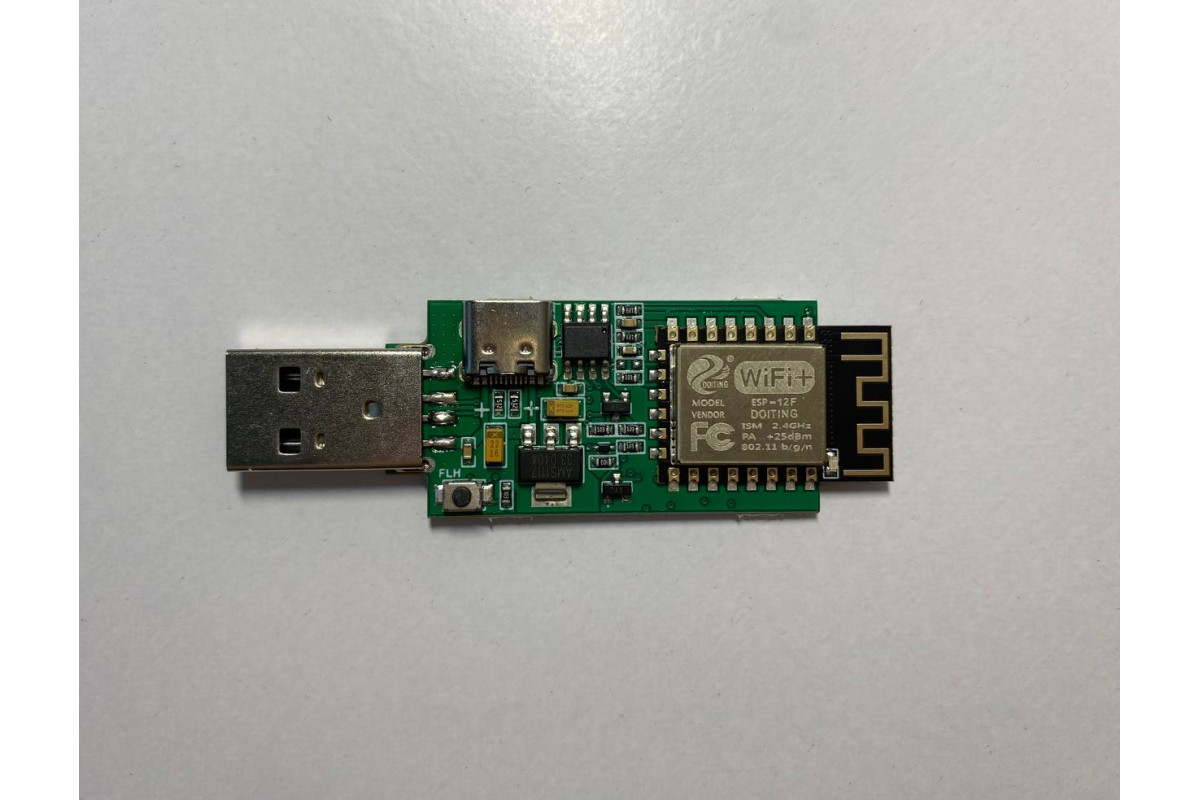 DOITING
®
WiFi+
MODEL ESP-12F
VENDOR DOITING
FC
ISM 2.4GHz
PA +25dBm
802.11 b/g/n
FLH